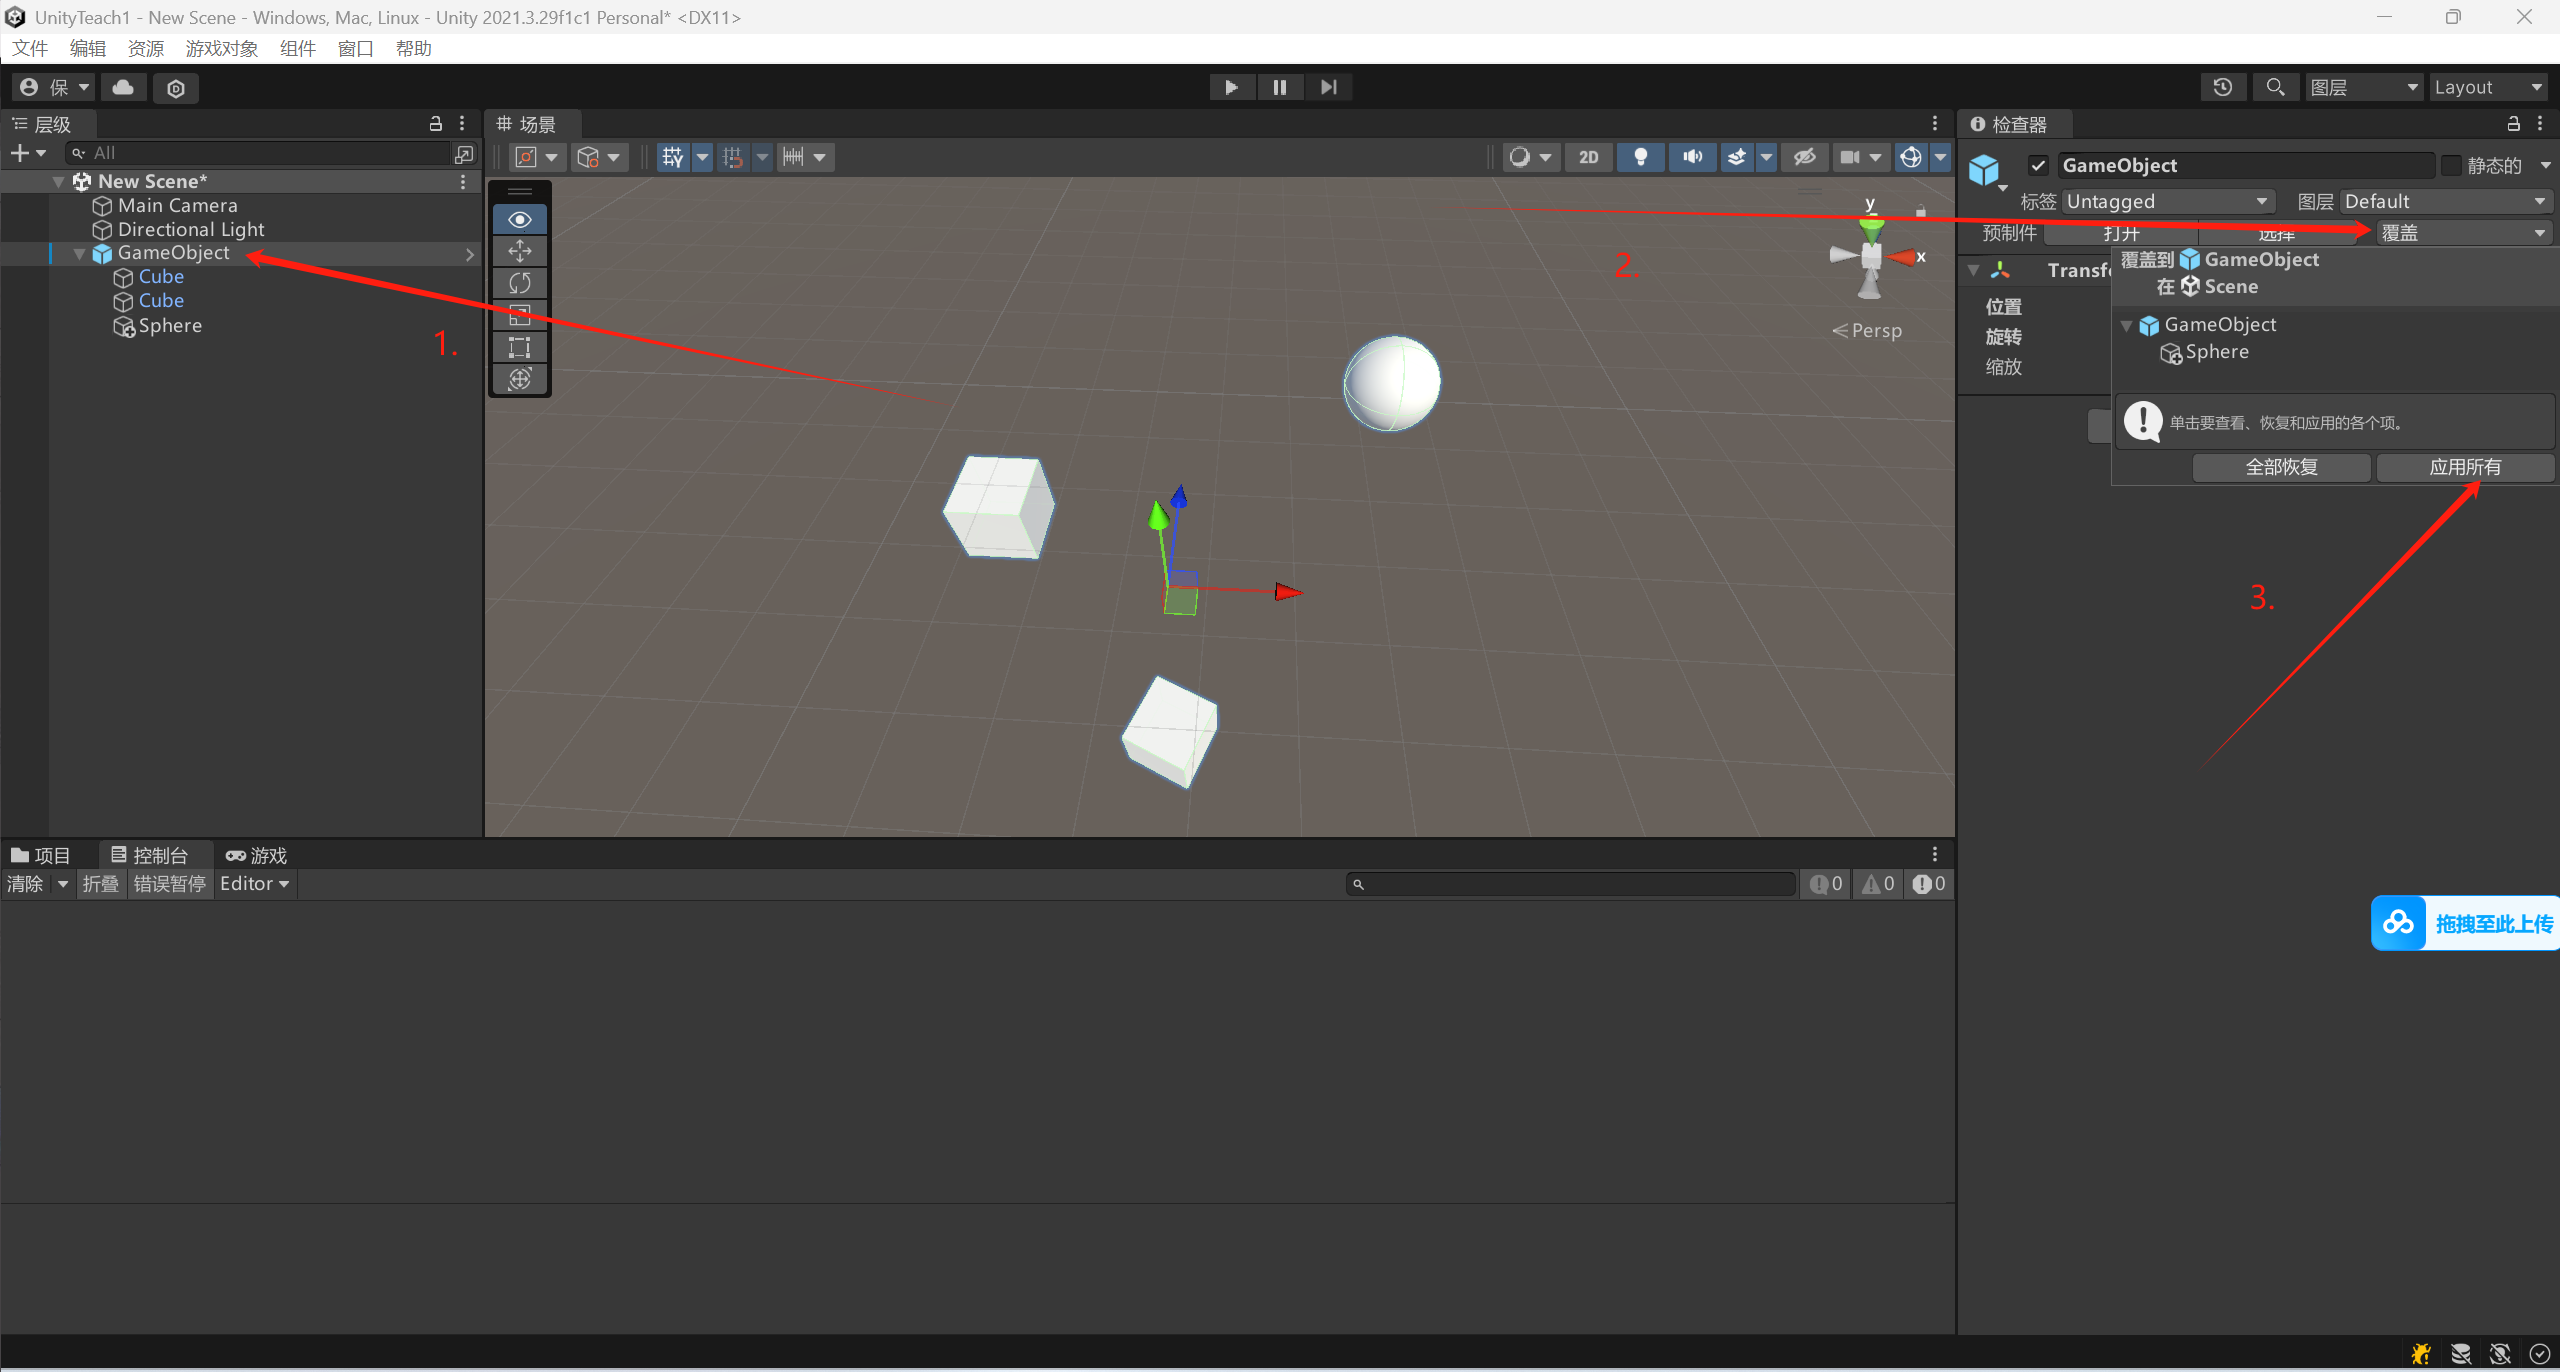 UnityTeach1 - New Scene - Windows, Mac, Linux - Unity 2021.3.29f1c1 Personal* <DX11>
文件 编辑 资源 游戏对象 组件 窗口 帮助
保
图层
Layout
层级
All
New Scene*
Main Camera
Directional Light
GameObject
Cube
Cube
Sphere
1.
场景
2D
y
x
Persp
2.
检查器
GameObject
静态的
标签 Untagged
图层 Default
预制件 打开 选择 覆盖
覆盖到 GameObject
在 Scene
Transf
位置
旋转
缩放
GameObject
Sphere
单击要查看、恢复和应用的各个项。
全部恢复 应用所有
3.
项目 控制台 游戏
清除 折叠 错误暂停 Editor
0 0 0
拖拽至此上传